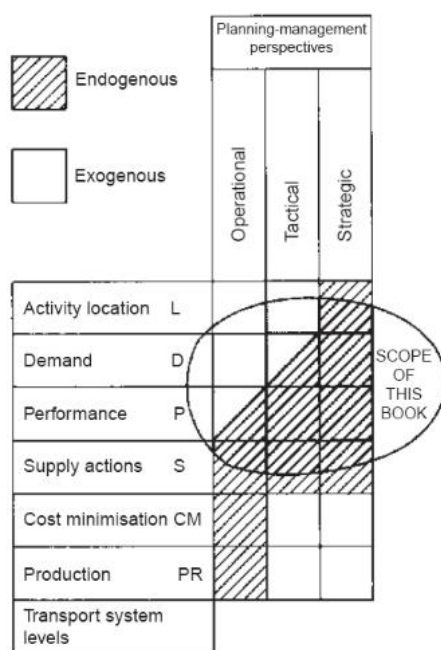 Planning-management
perspectives
Endogenous
Exogenous
Operational
Tactical
Strategic
Activity location L
Demand D
Performance P
Supply actions S
Cost minimisation CM
Production PR
Transport system
levels
SCOPE
OF
THIS
BOOK